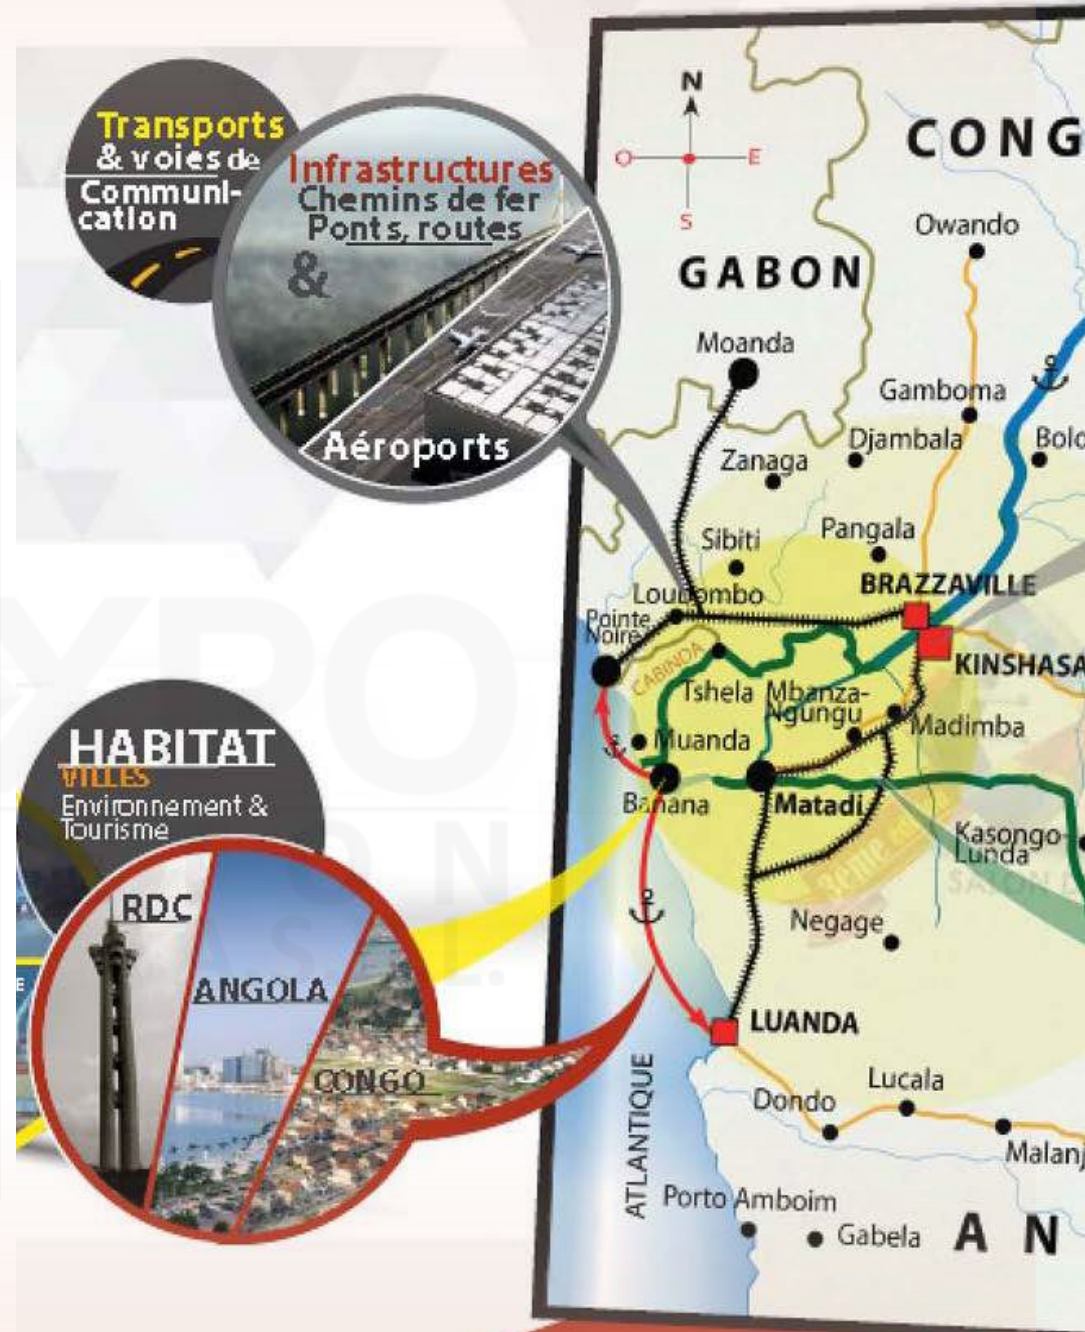 Transports
& voies de
Communi-
cation
Infrastructures
Chemins de fer
Ponts, routes
&
Aéroports
HABITAT
VILLES
Environnement &
Tourisme
RDC
ANGOLA
CONGO
N
O
E
S
CONG
Owando
GABON
Moanda
Gamboma
Djambala
Zanaga
Pangala
Sibiti
BRAZZAVILLE
Loubombo
Pointe
Noire
KINSHASA
CABINDA
Tshela
Mbanza-
Ngungu
Madimba
Muanda
Banana
Matadi
Kasongo-
Lunda
SALON
Negage
LUANDA
ATLANTIQUE
Lucala
Dondo
Porto Amboim
Gabela
A N